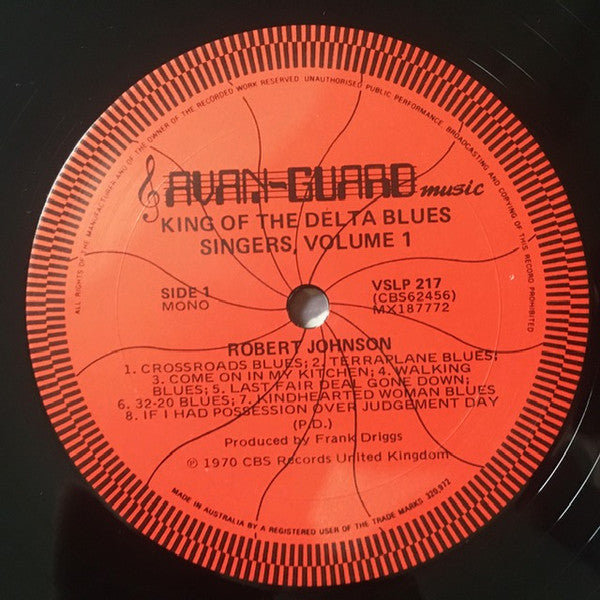 ALL RIGHTS OF THE MANUFACTURER AND OF THE OWNER OF THE RECORDED WORK RESERVED. UNAUTHORISED PUBLIC PERFORMANCE, BROADCASTING AND COPYING OF THIS RECORD PROHIBITED
AVAN-GUARD music
KING OF THE DELTA BLUES
SINGERS, VOLUME 1
SIDE 1
MONO
VSLP 217
(CBS62456)
MX187772
ROBERT JOHNSON
1. CROSSROADS BLUES; 2. TERRAPLANE BLUES;
3. COME ON IN MY KITCHEN; 4. WALKING
BLUES; 5. LAST FAIR DEAL GONE DOWN;
6. 32-20 BLUES; 7. KINDHEARTED WOMAN BLUES
8. IF I HAD POSSESSION OVER JUDGEMENT DAY
(P.D.)
Produced by Frank Driggs
℗ 1970 CBS Records United Kingdom
MADE IN AUSTRALIA BY A REGISTERED USER OF THE TRADE MARKS 320,972